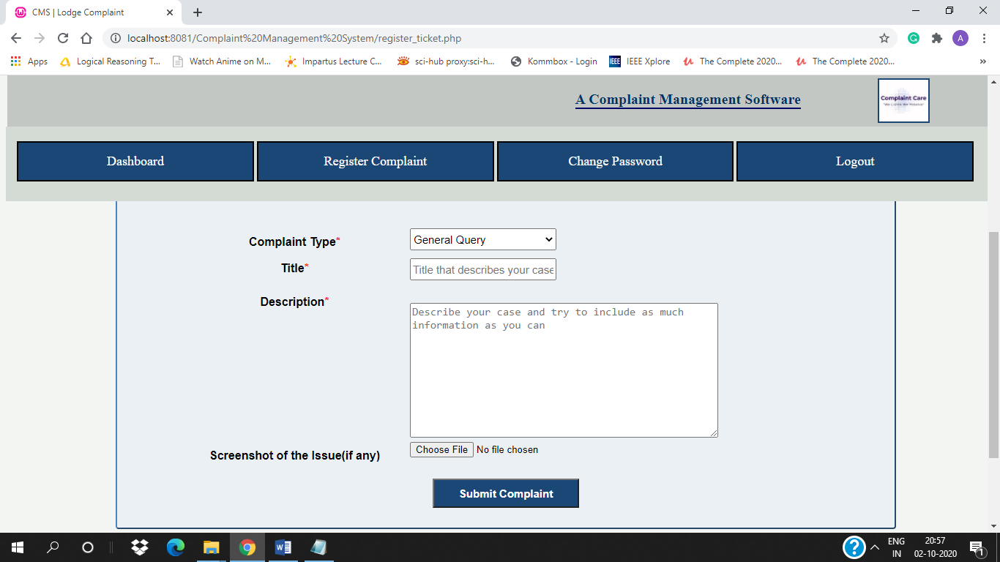 CMS | Lodge Complaint
localhost:8081/Complaint%20Management%20System/register_ticket.php
A
Apps
Logical Reasoning T...
Watch Anime on M...
Impartus Lecture C...
sci-hub proxy:sci-h...
Kommbox - Login
IEEE
IEEE Xplore
The Complete 2020...
The Complete 2020...
A Complaint Management Software
Complaint Care
Dashboard
Register Complaint
Change Password
Logout
Complaint Type*
General Query
Title*
Title that describes your case
Description*
Describe your case and try to include as much
information as you can
Screenshot of the Issue(if any)
Choose File No file chosen
Submit Complaint
ENG
IN
20:57
02-10-2020
1